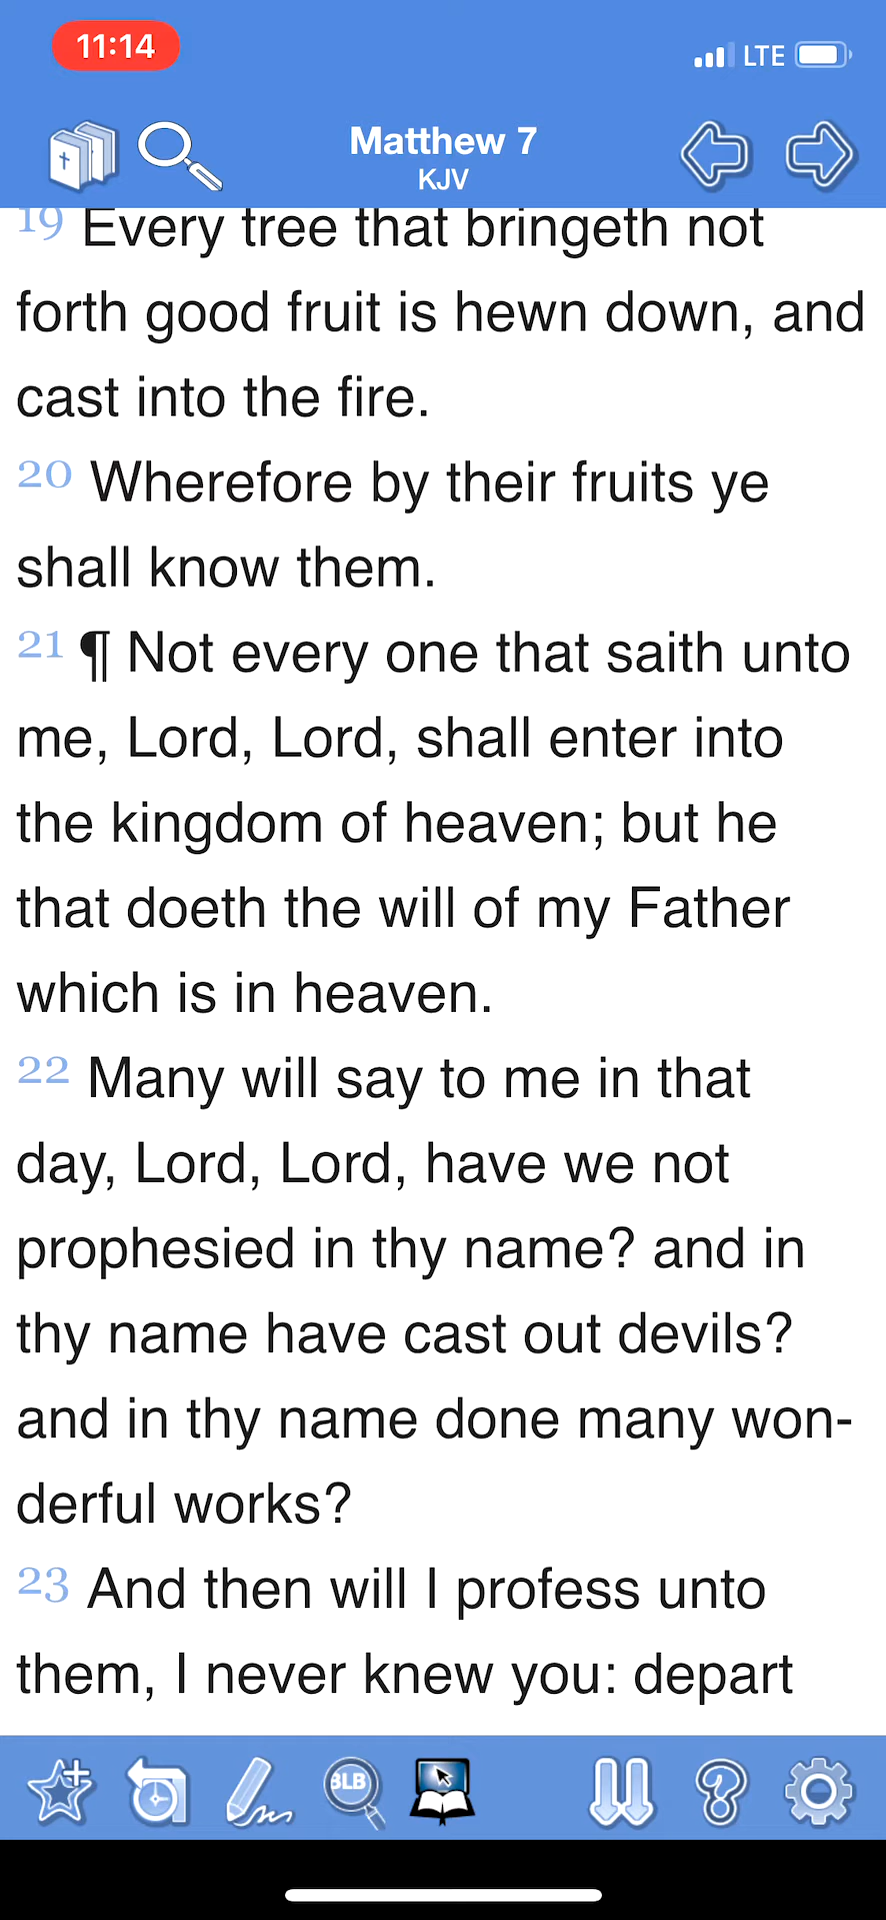 11:14
LTE
Matthew 7
KJV
19 Every tree that bringeth not
forth good fruit is hewn down, and
cast into the fire.
20 Wherefore by their fruits ye
shall know them.
21 ¶ Not every one that saith unto
me, Lord, Lord, shall enter into
the kingdom of heaven; but he
that doeth the will of my Father
which is in heaven.
22 Many will say to me in that
day, Lord, Lord, have we not
prophesied in thy name? and in
thy name have cast out devils?
and in thy name done many won-
derful works?
23 And then will I profess unto
them, I never knew you: depart
BLB